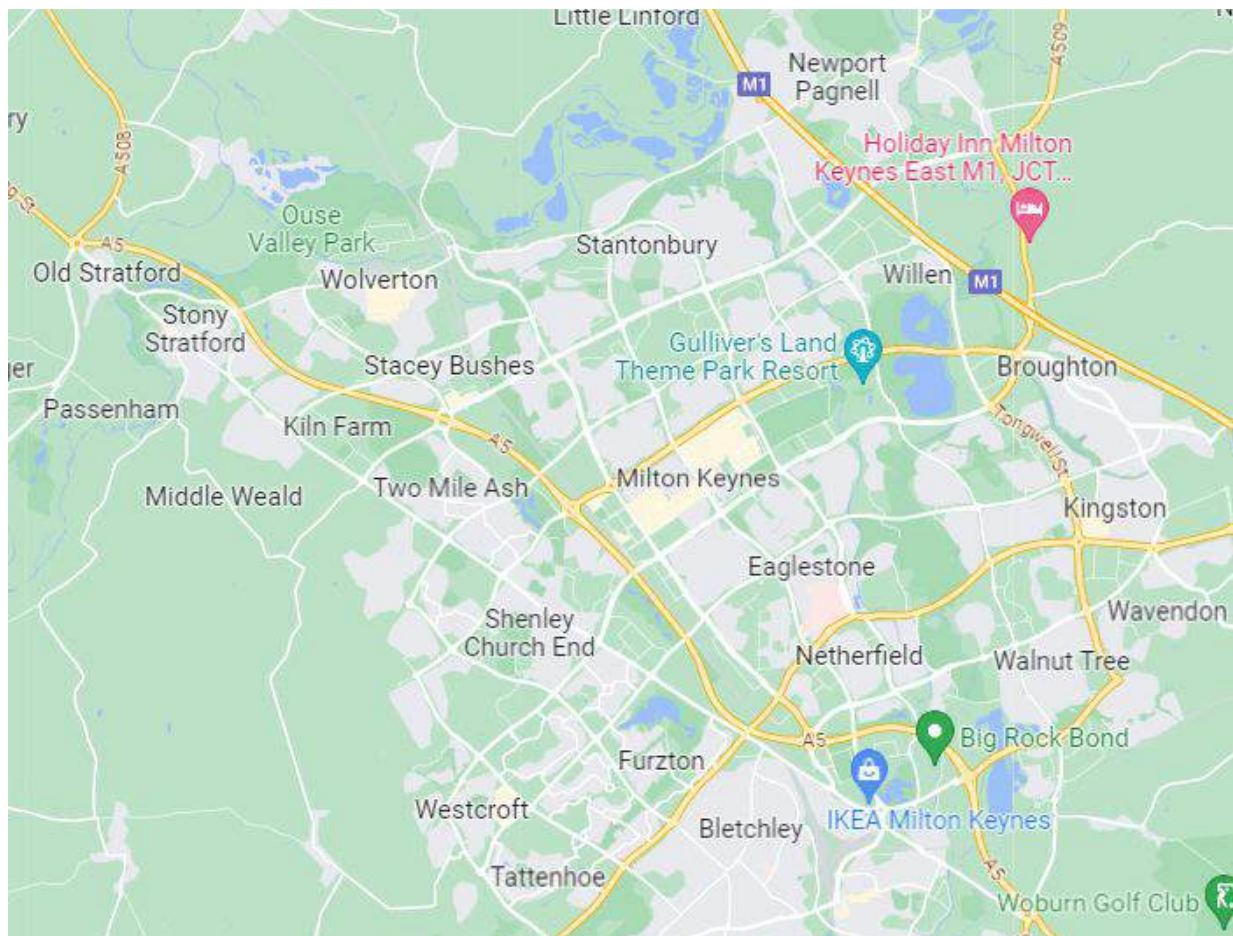 Little Linford
Newport
Pagnell
M1
A509
A508
Holiday Inn Milton
Keynes East M1, JCT...
ry
Ouse
Valley Park
Stantonbury
A5
Old Stratford
Wolverton
Willen
M1
Stony
Stratford
Gulliver's Land
Theme Park Resort
Stacey Bushes
Broughton
ger
Passenham
Kiln Farm
A5
Tongwell St
Middle Weald
Two Mile Ash
Milton Keynes
Kingston
Eaglestone
Shenley
Church End
Wavendon
Netherfield
Walnut Tree
A5
Big Rock Bond
Furzton
Westcroft
Bletchley
IKEA Milton Keynes
A5
Tattenhoe
Woburn Golf Club